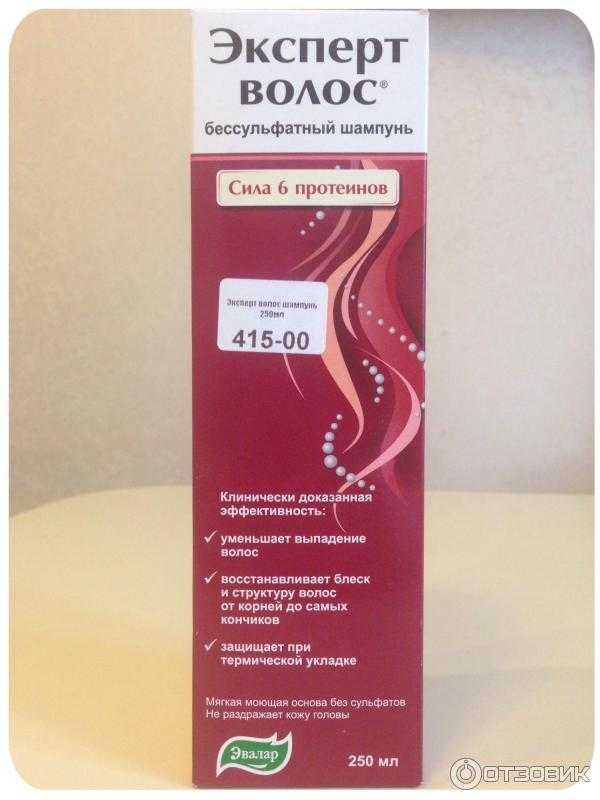 Эксперт
волос®
бессульфатный шампунь
Сила 6 протеинов
Эксперт волос шампунь
250мл
415-00
Клинически доказанная
эффективность:
уменьшает выпадение
волос
восстанавливает блеск
и структуру волос
от корней до самых
кончиков
защищает при
термической укладке
Мягкая моющая основа без сульфатов
Не раздражает кожу головы
Эвалар
250 мл
ОТЗОВИК